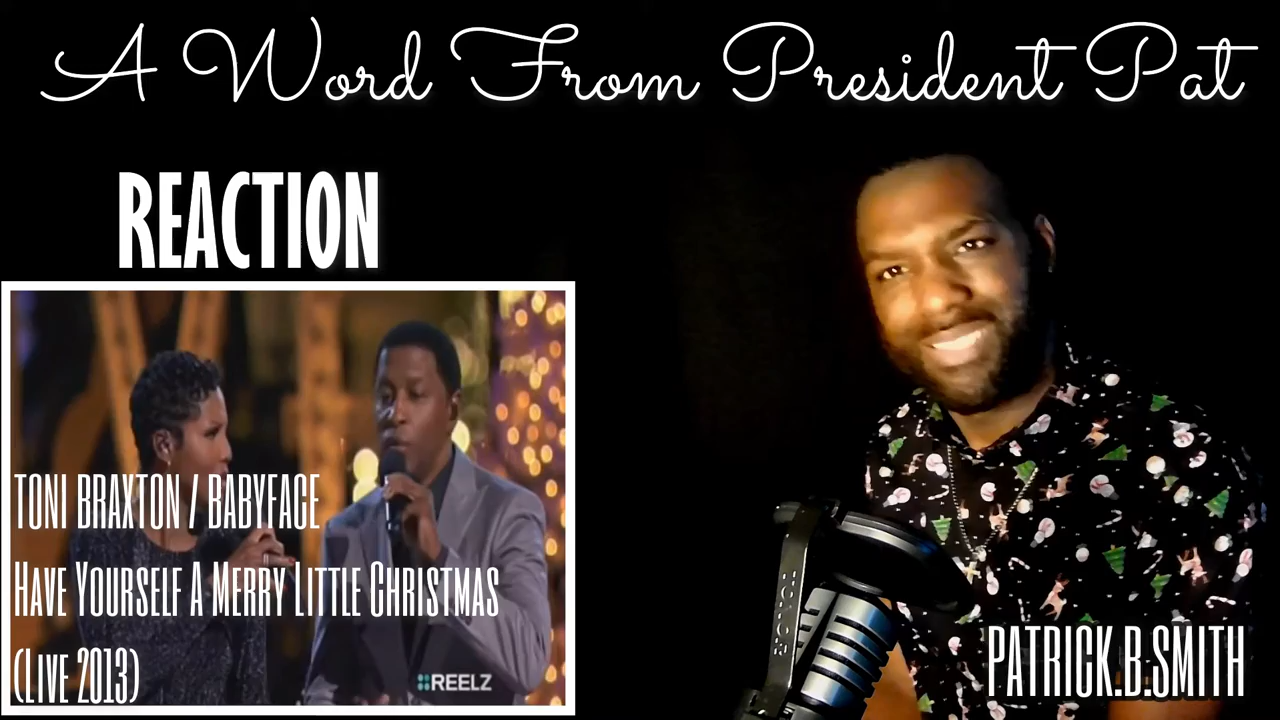 A Word From President Pat
REACTION
TONI BRAXTON / BABYFACE
HAVE YOURSELF A MERRY LITTLE CHRISTMAS
(LIVE 2013)
REELZ
PATRICK.B.SMITH